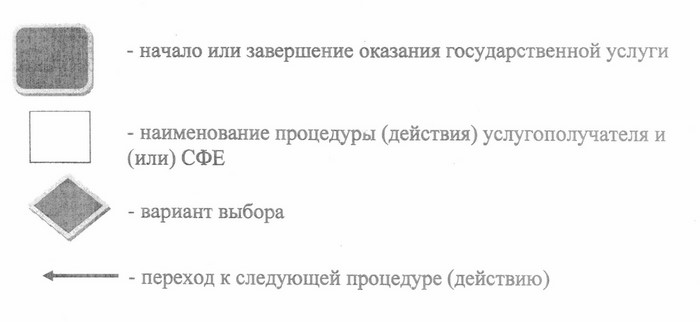 - начало или завершение оказания государственной услуги
- наименование процедуры (действия) услугополучателя и
(или) СФЕ
- вариант выбора
- переход к следующей процедуре (действию)